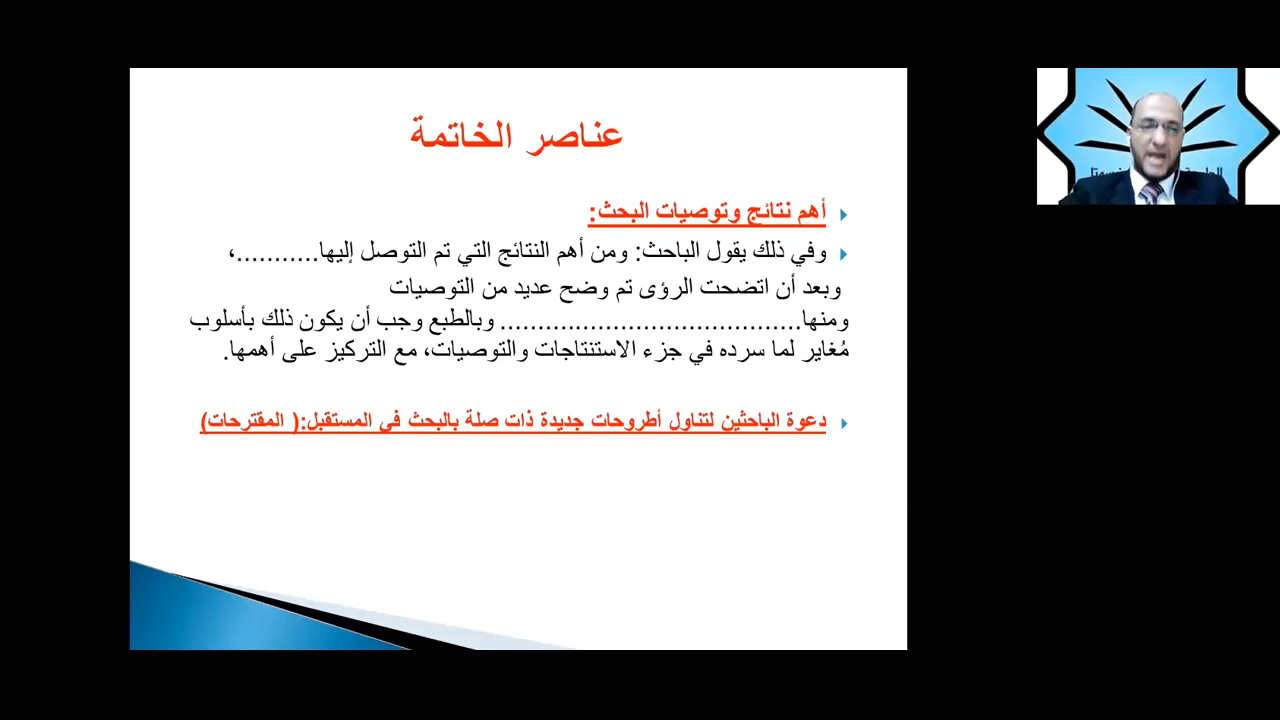 عناصر الخاتمة
أهم نتائج وتوصيات البحث:
وفي ذلك يقول الباحث: ومن أهم النتائج التي تم التوصل إليها...........،
وبعد أن اتضحت الرؤى تم وضح عديد من التوصيات
ومنها........................................ وبالطبع وجب أن يكون ذلك بأسلوب
مُغاير لما سرده في جزء الاستنتاجات والتوصيات، مع التركيز على أهمها.
دعوة الباحثين لتناول أطروحات جديدة ذات صلة بالبحث في المستقبل:( المقترحات)